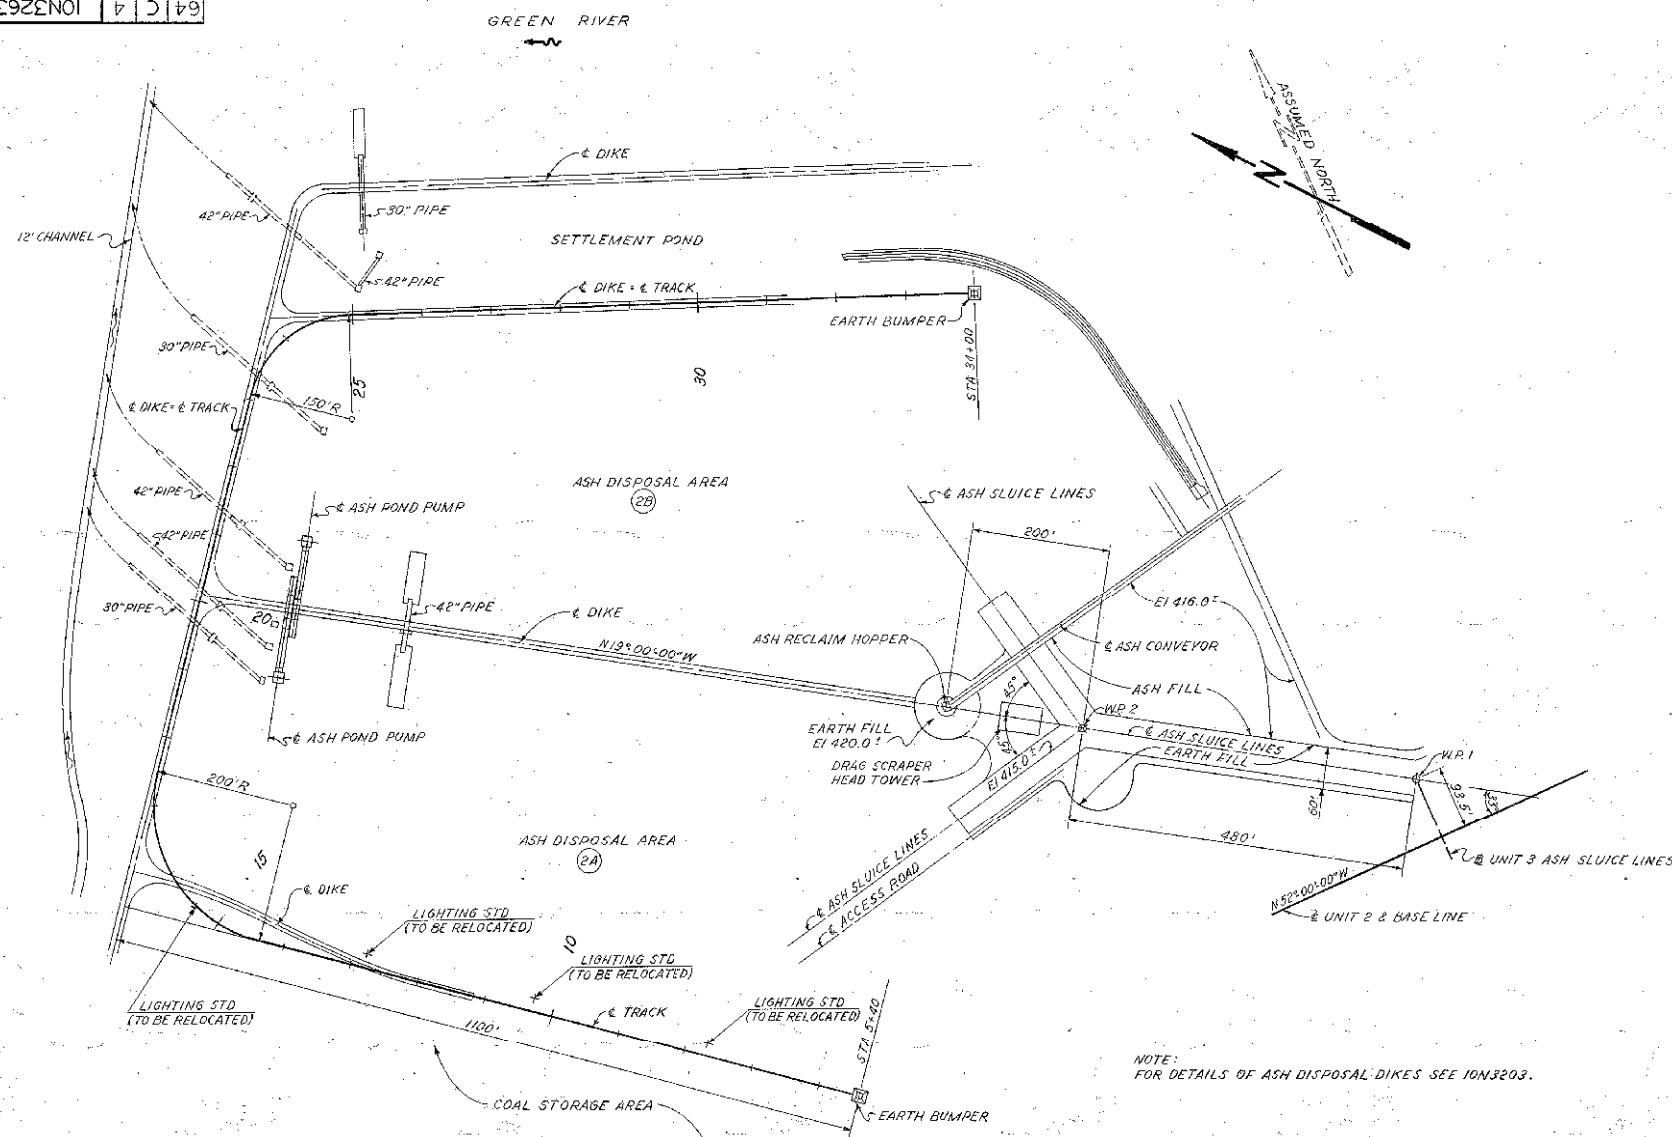 64 C 4 10N3263
GREEN RIVER
ASSUMED NORTH
N
N
₵ DIKE
42" PIPE
30" PIPE
12' CHANNEL
SETTLEMENT POND
42" PIPE
₵ DIKE = ₵ TRACK
EARTH BUMPER
STA 34+00
30" PIPE
25
30
150'R
₵ DIKE = ₵ TRACK
ASH DISPOSAL AREA
2B
42" PIPE
₵ ASH SLUICE LINES
₵ ASH POND PUMP
200'
42" PIPE
30" PIPE
20
42" PIPE
₵ DIKE
El 416.0±
N19°00'00"W
ASH RECLAIM HOPPER
₵ ASH CONVEYOR
45°
ASH FILL
W.P. 2
EARTH FILL
El 420.0±
₵ ASH SLUICE LINES
EARTH FILL
45°
El 415.0±
₵ ASH POND PUMP
DRAG SCRAPER
HEAD TOWER
W.P. 1
200'R
60'
93.5'
33°
480'
15
ASH DISPOSAL AREA
2A
₵ UNIT 3 ASH SLUICE LINES
₵ DIKE
₵ ASH SLUICE LINES
₵ ACCESS ROAD
N52°00'00"W
₵ UNIT 2 & BASE LINE
LIGHTING STD
(TO BE RELOCATED)
10
LIGHTING STD
(TO BE RELOCATED)
LIGHTING STD
(TO BE RELOCATED)
LIGHTING STD
(TO BE RELOCATED)
₵ TRACK
STA 5+40
1100'
NOTE:
FOR DETAILS OF ASH DISPOSAL DIKES SEE 10N3203.
COAL STORAGE AREA
EARTH BUMPER